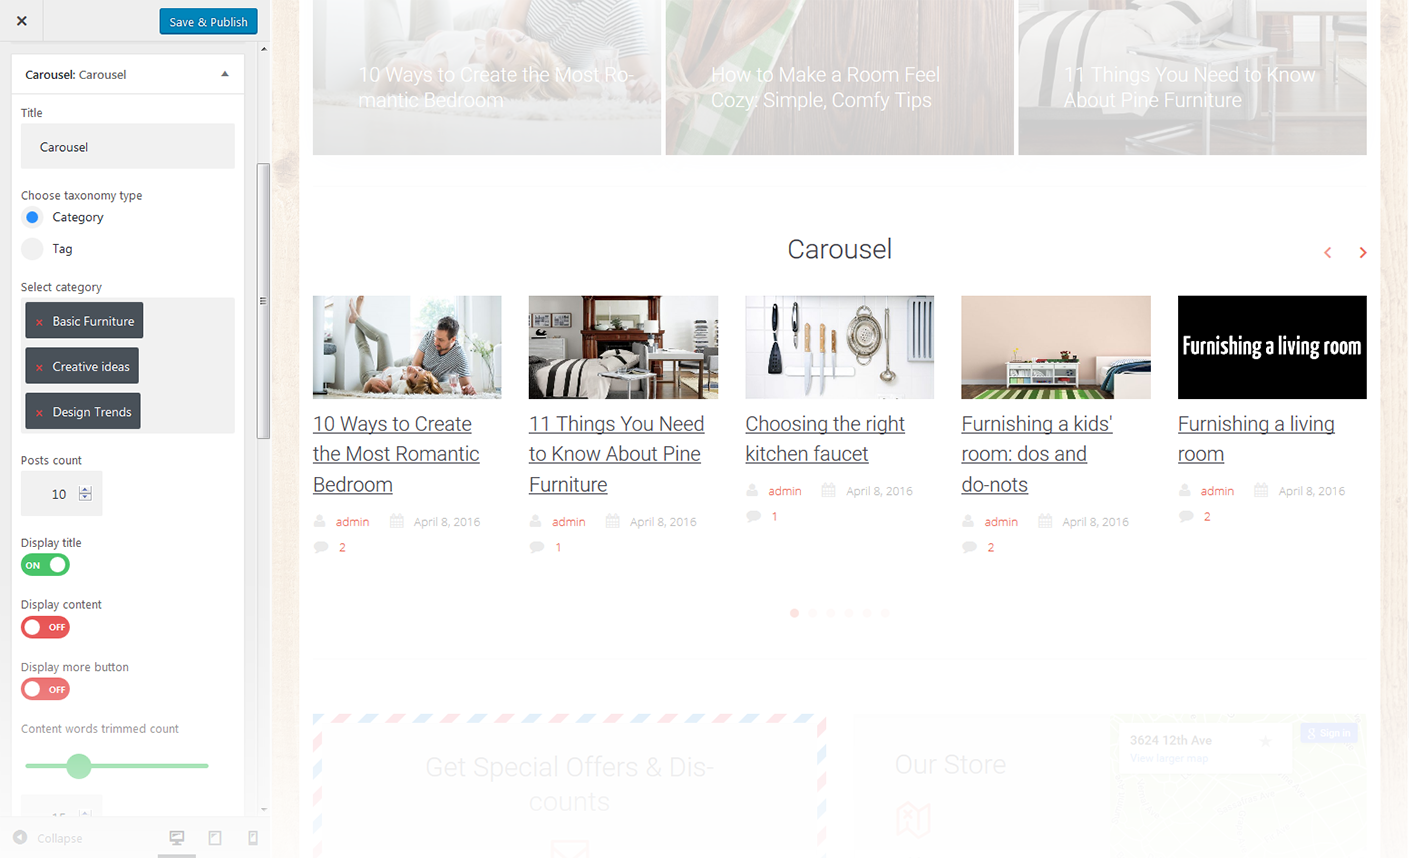 Save & Publish
Carousel: Carousel
Title
Carousel
Choose taxonomy type
Category
Tag
Select category
× Basic Furniture
× Creative ideas
× Design Trends
Posts count
10
Display title
ON
Display content
OFF
Display more button
OFF
Content words trimmed count
Collapse
10 Ways to Create the Most Ro-
mantic Bedroom
How to Make a Room Feel
Cozy: Simple, Comfy Tips
11 Things You Need to Know
About Pine Furniture
Carousel
10 Ways to Create
the Most Romantic
Bedroom
admin April 8, 2016
2
11 Things You Need
to Know About Pine
Furniture
admin April 8, 2016
1
Choosing the right
kitchen faucet
admin April 8, 2016
1
Furnishing a kids'
room: dos and
do-nots
admin April 8, 2016
2
Furnishing a living room
Furnishing a living
room
admin April 8, 2016
2
Get Special Offers & Dis-
counts
Our Store
3624 12th Ave
View larger map
Sign in